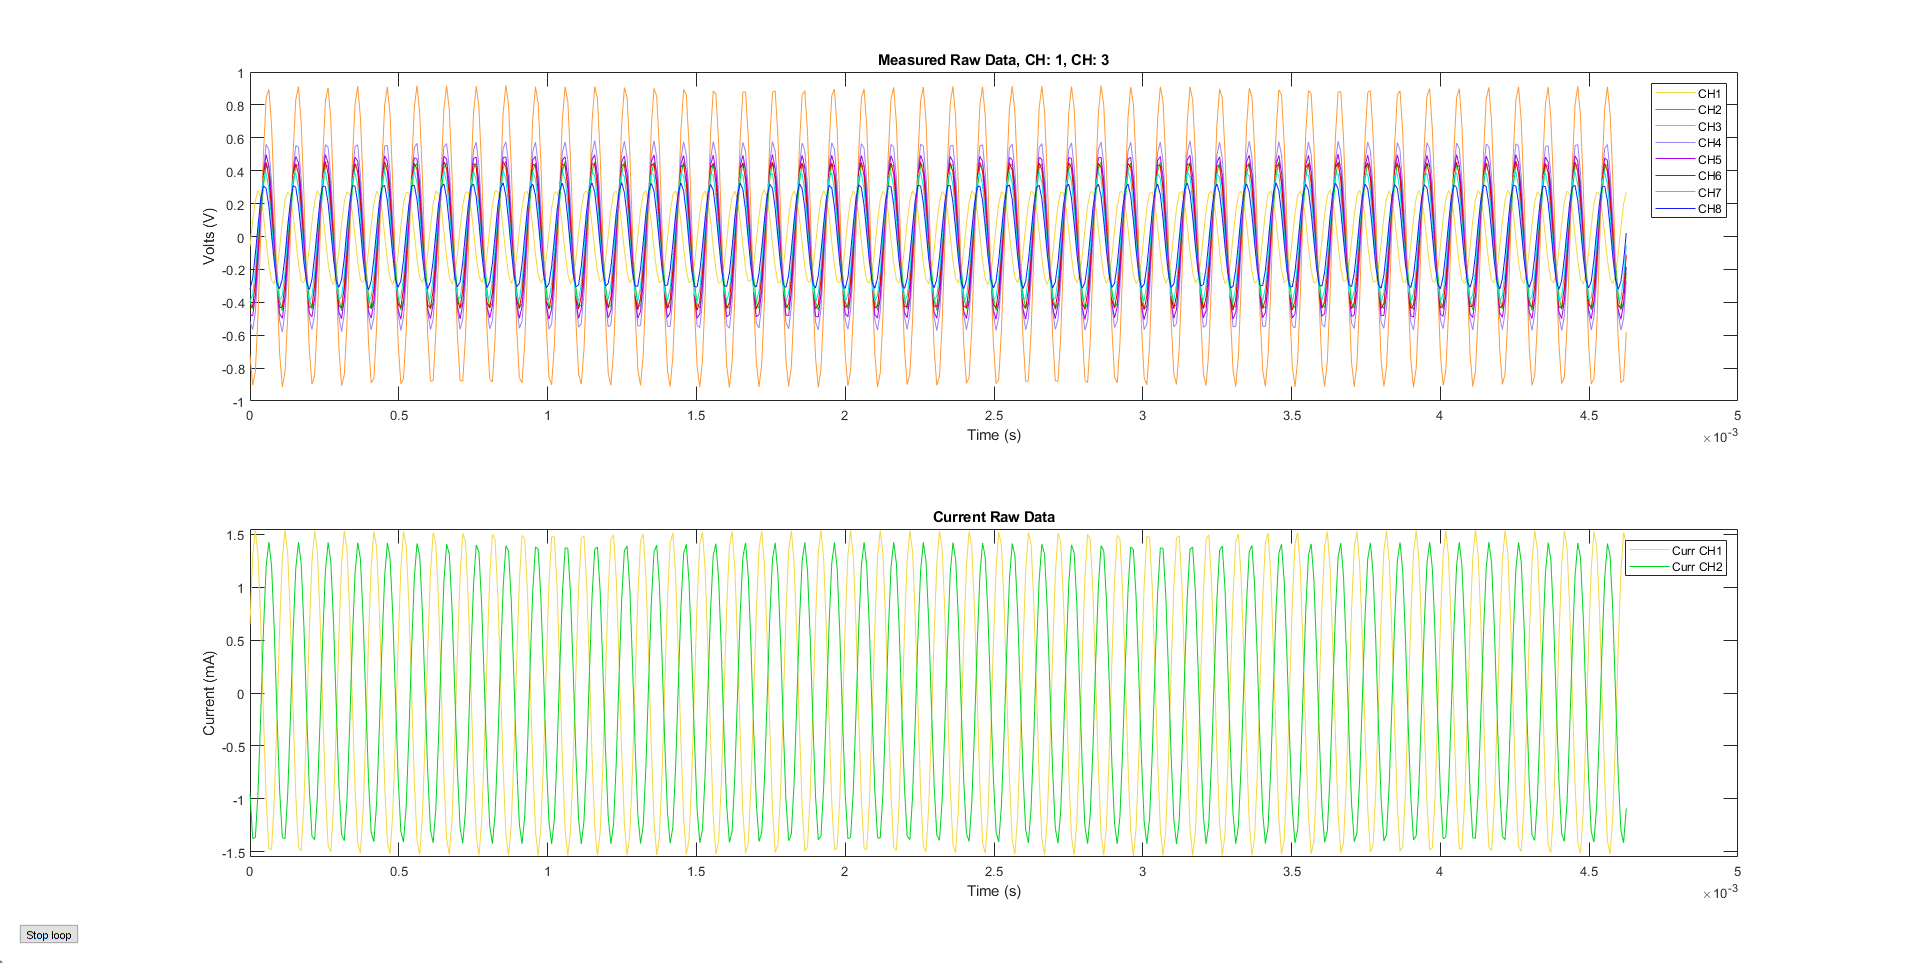 Measured Raw Data, CH: 1, CH: 3
1
0.8
0.6
0.4
0.2
0
-0.2
-0.4
-0.6
-0.8
-1
Volts (V)
CH1
CH2
CH3
CH4
CH5
CH6
CH7
CH8
0 0.5 1 1.5 2 2.5 3 3.5 4 4.5 5
Time (s)
×10-3
Current Raw Data
1.5
1
0.5
0
-0.5
-1
-1.5
Current (mA)
Curr CH1
Curr CH2
0 0.5 1 1.5 2 2.5 3 3.5 4 4.5 5
Time (s)
×10-3
Stop loop